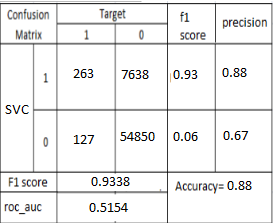 Confusion Matrix Target f1 score precision
1 0
SVC 1 263 7638 0.93 0.88
0 127 54850 0.06 0.67
F1 score 0.9338 Accuracy= 0.88
roc_auc 0.5154